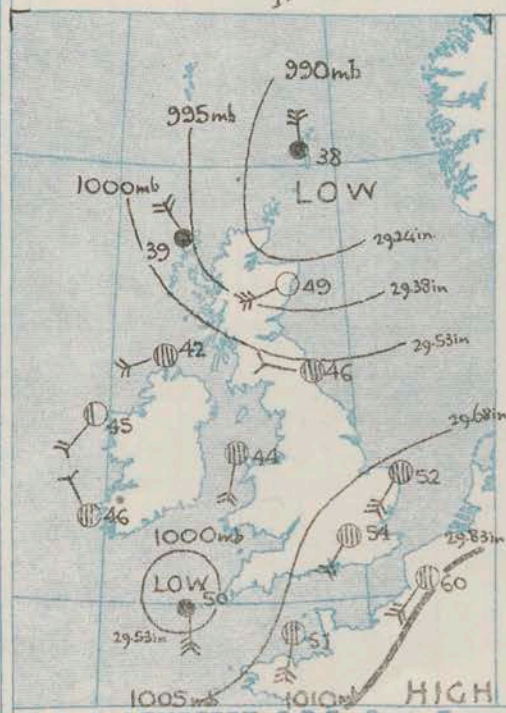 990mb
995mb
38
1000mb
LOW
39
29.24in
49
29.38in
42
29.53in
46
45
29.68in
44
52
46
1000mb
54
29.83in
LOW
50
60
29.53in
51
1005mb
1010mb
HIGH